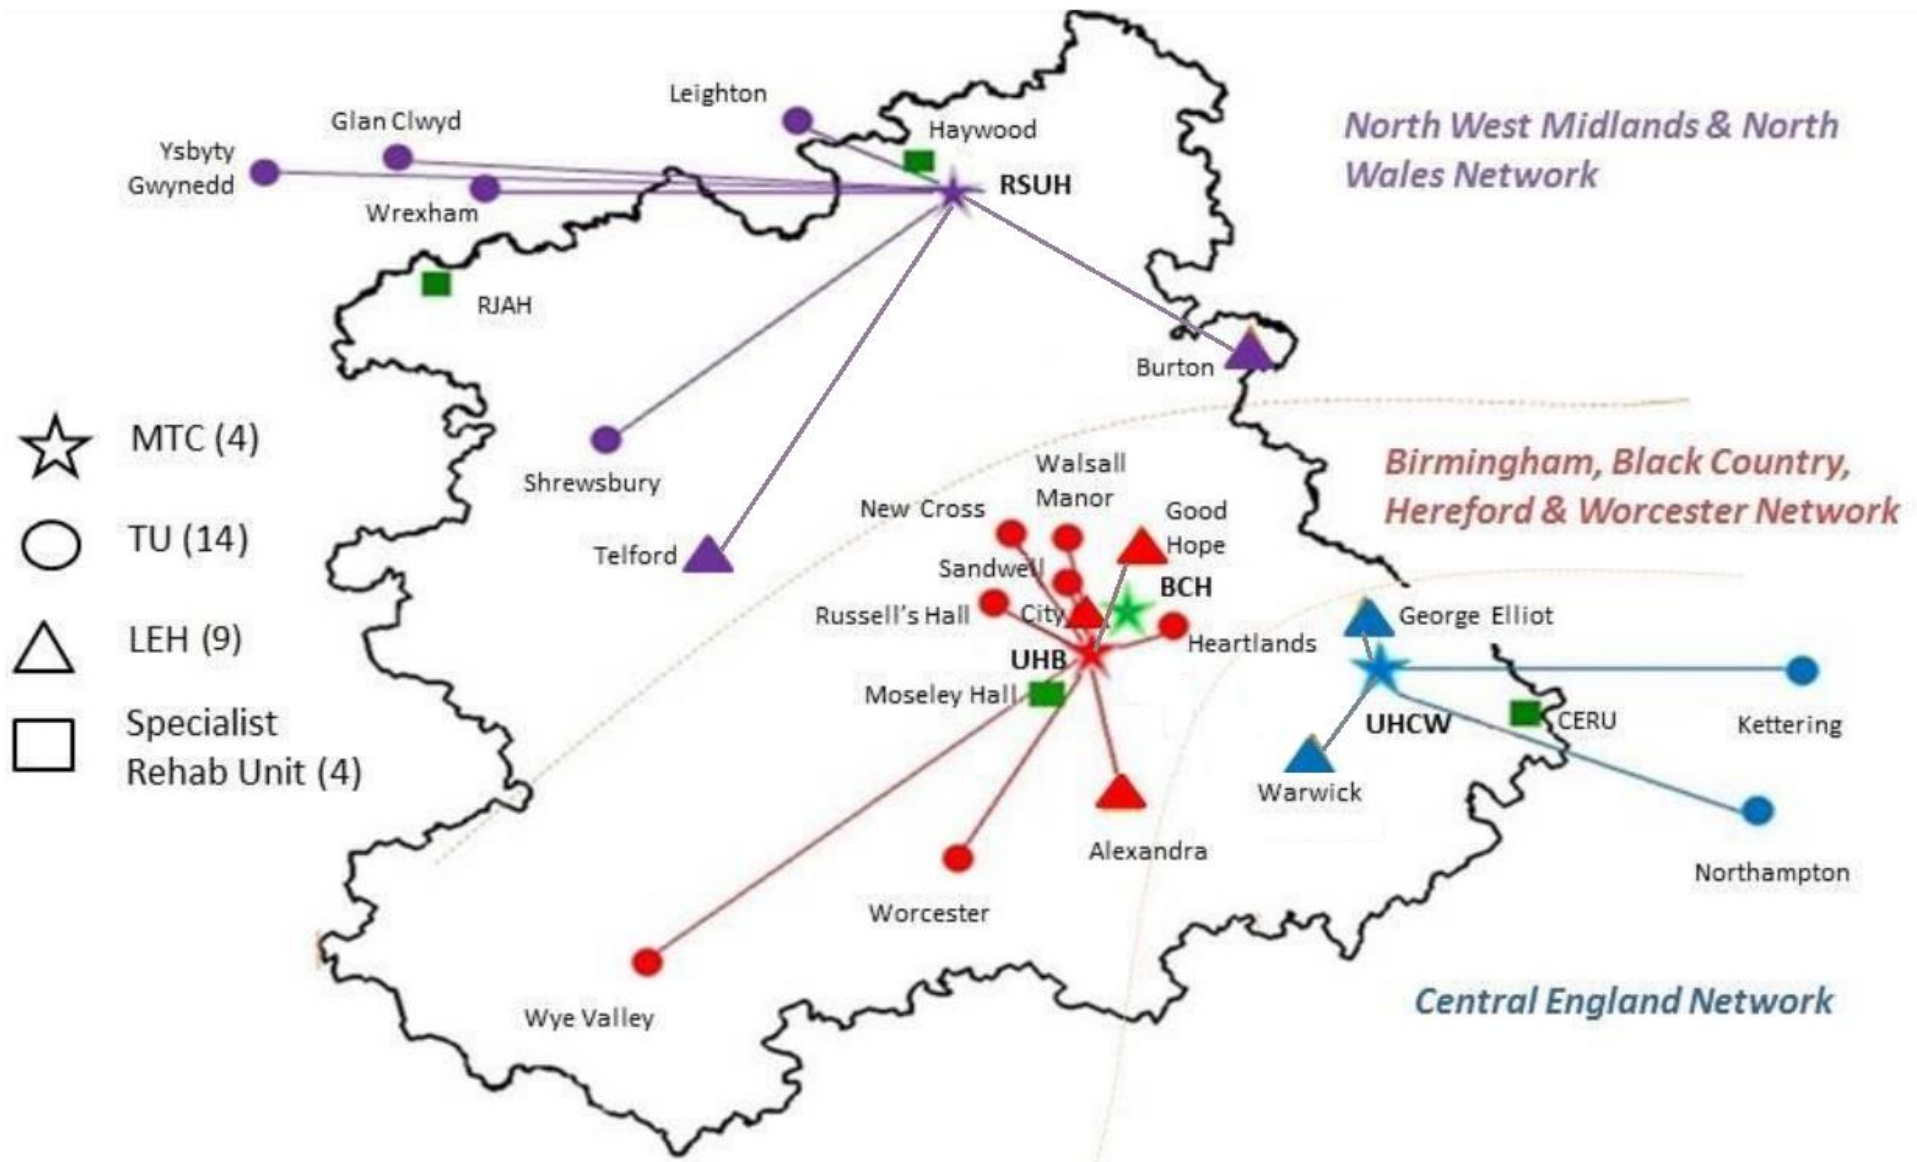 Leighton
Glan Clwyd
Haywood
North West Midlands & North
Wales Network
Ysbyty
Gwynedd
Wrexham
RSUH
RJAH
Burton
MTC (4)
Shrewsbury
Walsall
Manor
Birmingham, Black Country,
Hereford & Worcester Network
New Cross
Good
Hope
TU (14)
Telford
Sandwell
BCH
Russell's Hall
City
George Elliot
LEH (9)
UHB
Heartlands
Moseley Hall
UHCW
CERU
Kettering
Specialist
Rehab Unit (4)
Warwick
Alexandra
Northampton
Worcester
Wye Valley
Central England Network